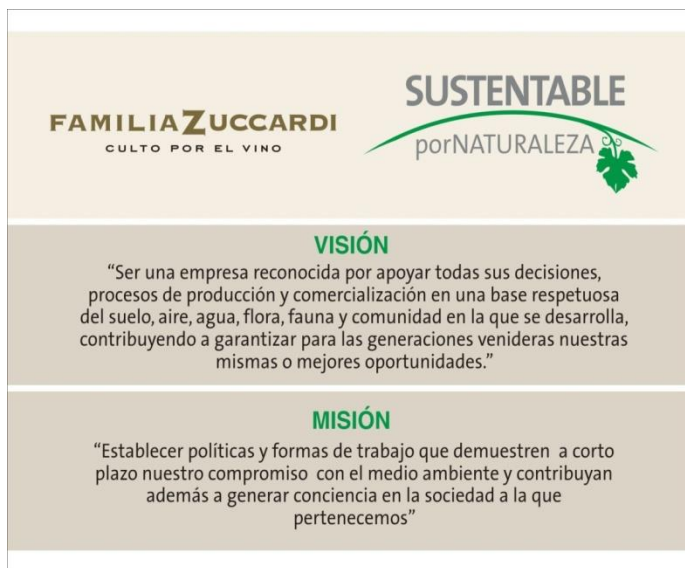 FAMILIA ZUCCARDI
CULTO POR EL VINO
SUSTENTABLE
porNATURALEZA
VISIÓN
“Ser una empresa reconocida por apoyar todas sus decisiones,
procesos de producción y comercialización en una base respetuosa
del suelo, aire, agua, flora, fauna y comunidad en la que se desarrolla,
contribuyendo a garantizar para las generaciones venideras nuestras
mismas o mejores oportunidades.”
MISIÓN
“Establecer políticas y formas de trabajo que demuestren a corto
plazo nuestro compromiso con el medio ambiente y contribuyan
además a generar conciencia en la sociedad a la que
pertenecemos”